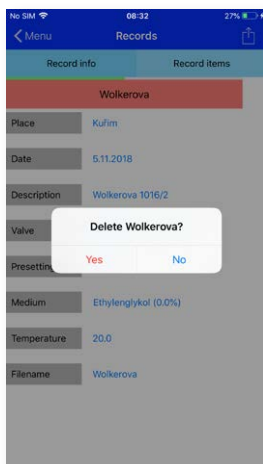 No SIM 08:32 27%
Menu Records
Record info Record items
Wolkerova
Place Kuřim
Date 5.11.2018
Description Wolkerova 1016/2
Valve
Delete Wolkerova?
Yes No
Presetting
Medium Ethylenglykol (0.0%)
Temperature 20.0
Filename Wolkerova